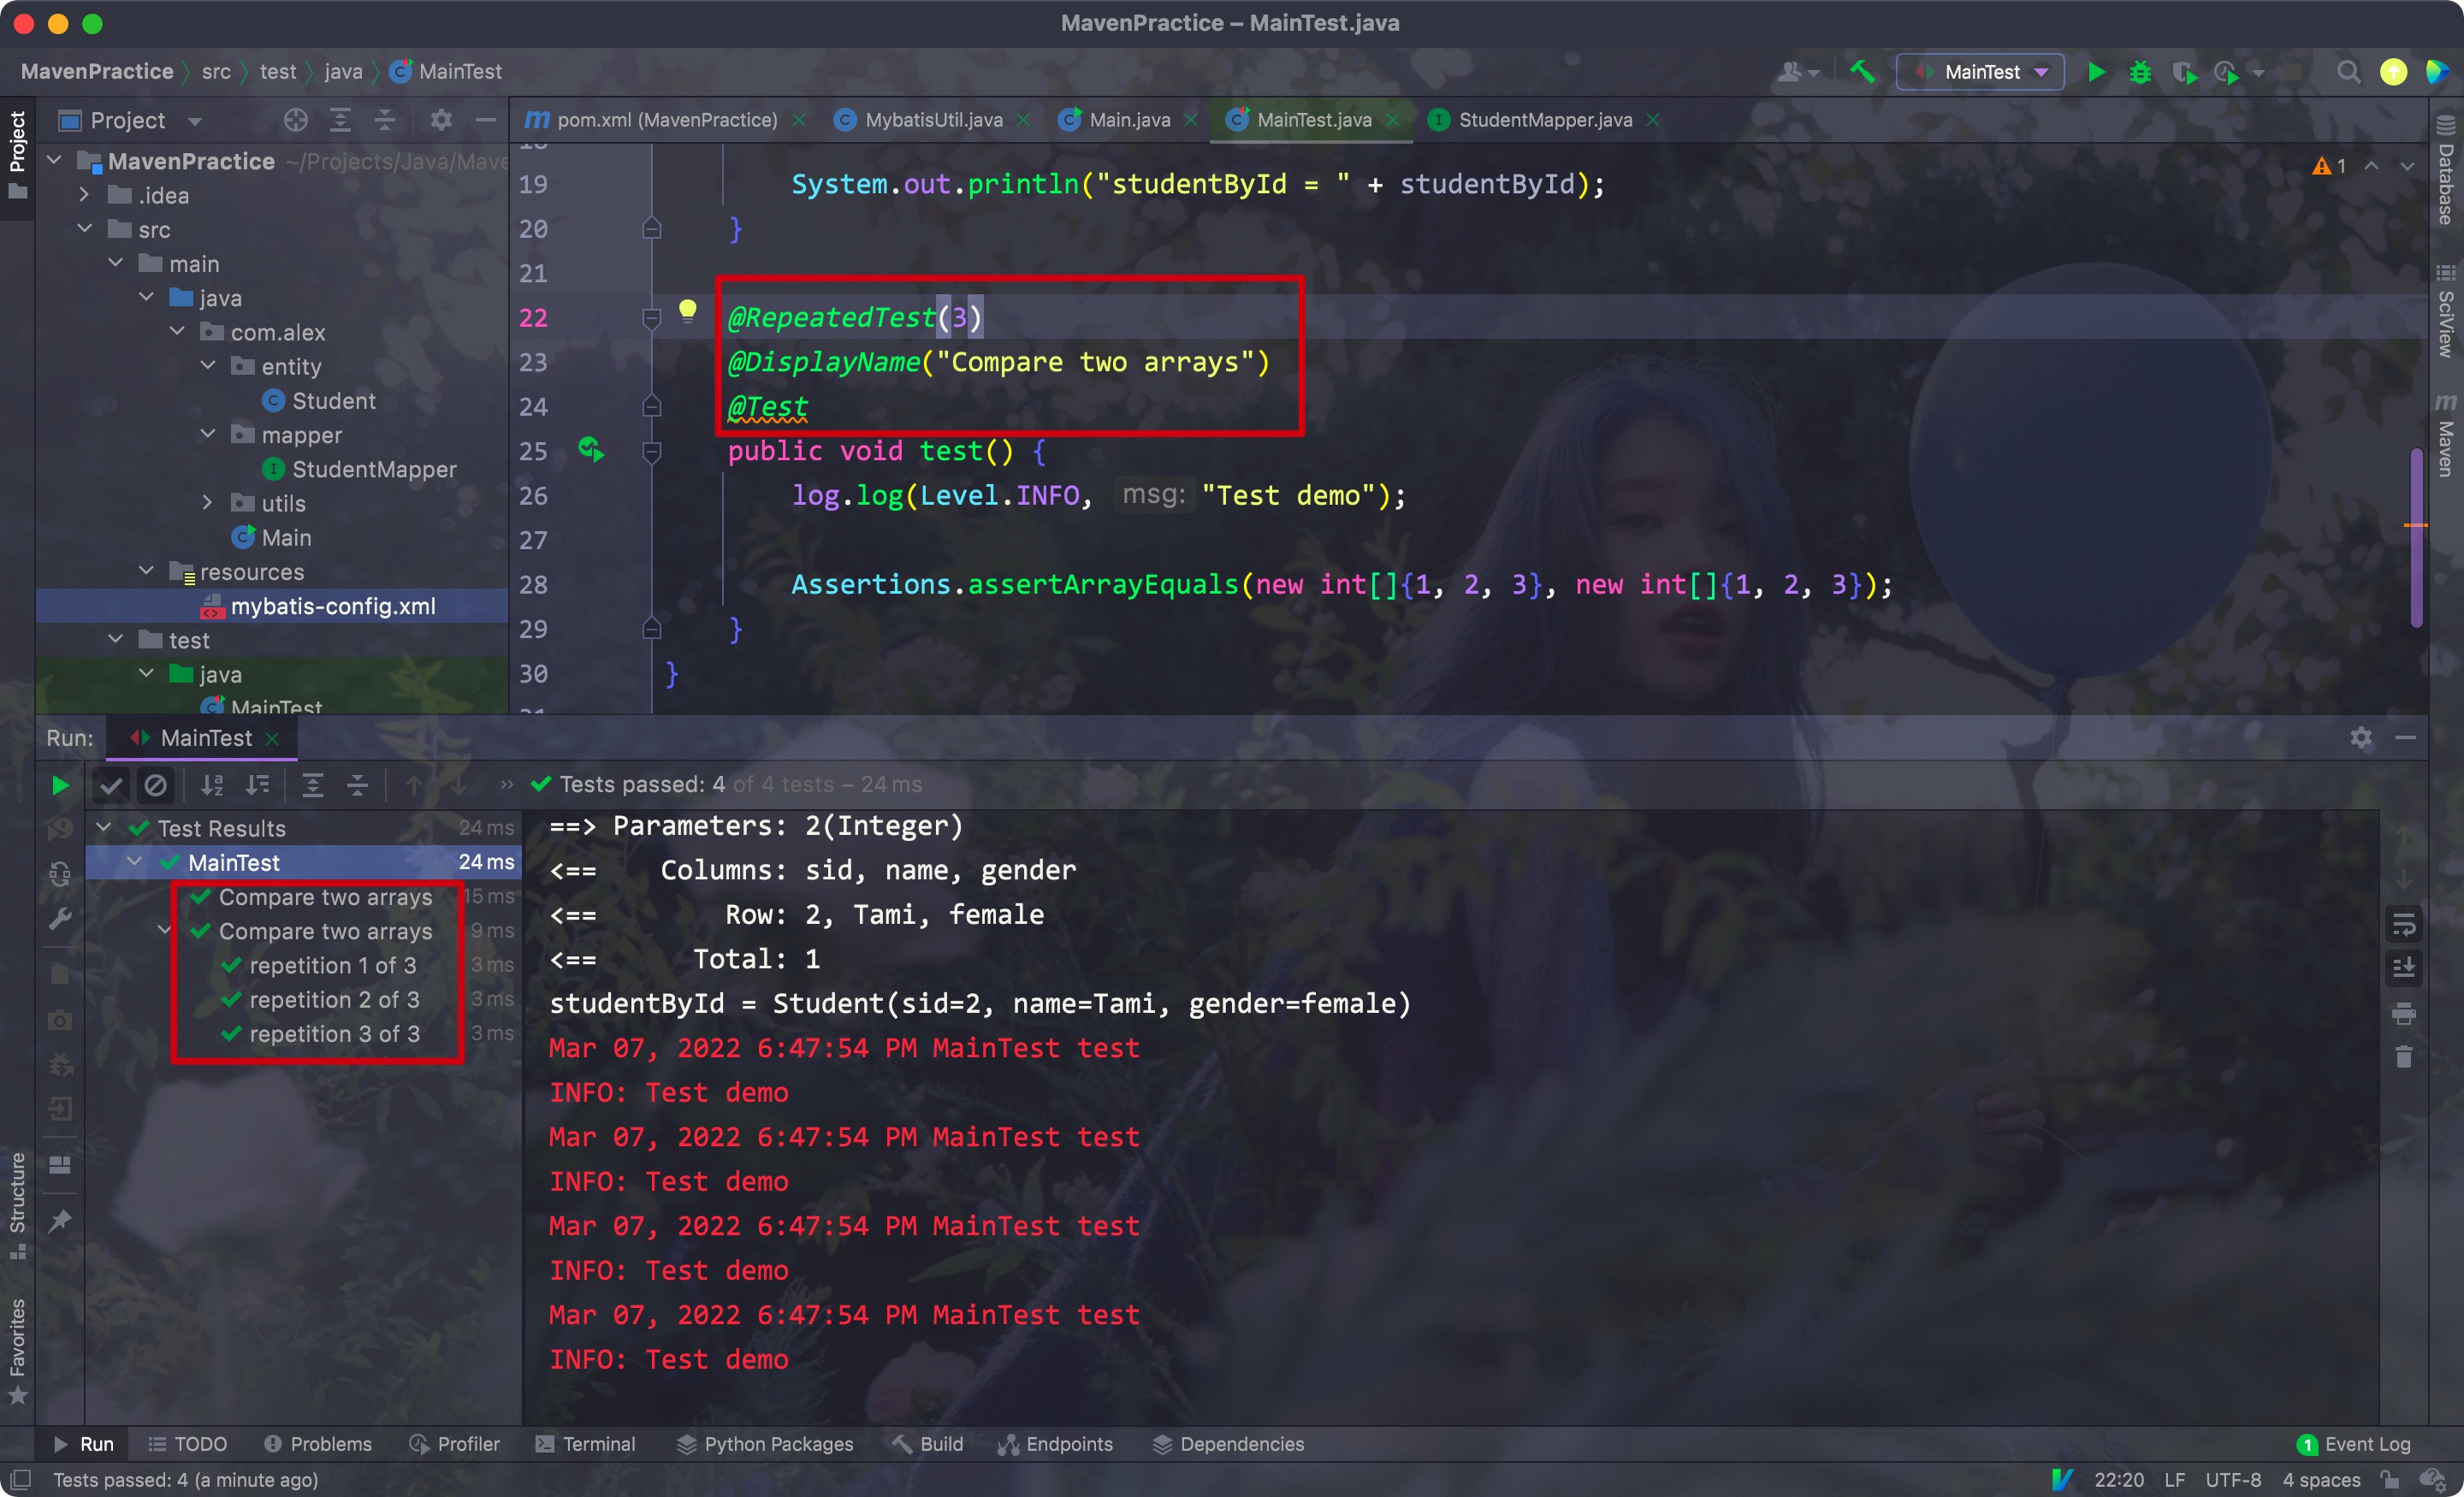 MavenPractice – MainTest.java
MavenPractice src test java MainTest
MainTest
Project
pom.xml (MavenPractice) MybatisUtil.java Main.java MainTest.java StudentMapper.java
Project
MavenPractice ~/Projects/Java/Mave
.idea
src
main
java
com.alex
entity
Student
mapper
StudentMapper
utils
Main
resources
mybatis-config.xml
test
java
MainTest
1
19 System.out.println("studentById = " + studentById);
20 }
21
22 @RepeatedTest(3)
23 @DisplayName("Compare two arrays")
24 @Test
25 public void test() {
26 log.log(Level.INFO, msg: "Test demo");
27
28 Assertions.assertArrayEquals(new int[]{1, 2, 3}, new int[]{1, 2, 3});
29 }
30 }
Database
SciView
Maven
Run: MainTest
Tests passed: 4 of 4 tests – 24 ms
Test Results 24 ms
MainTest 24 ms
Compare two arrays 15 ms
Compare two arrays 9 ms
repetition 1 of 3 3 ms
repetition 2 of 3 3 ms
repetition 3 of 3 3 ms
==> Parameters: 2(Integer)
<== Columns: sid, name, gender
<== Row: 2, Tami, female
<== Total: 1
studentById = Student(sid=2, name=Tami, gender=female)
Mar 07, 2022 6:47:54 PM MainTest test
INFO: Test demo
Mar 07, 2022 6:47:54 PM MainTest test
INFO: Test demo
Mar 07, 2022 6:47:54 PM MainTest test
INFO: Test demo
Mar 07, 2022 6:47:54 PM MainTest test
INFO: Test demo
Structure
Favorites
Run TODO Problems Profiler Terminal Python Packages Build Endpoints Dependencies
1 Event Log
Tests passed: 4 (a minute ago)
22:20 LF UTF-8 4 spaces